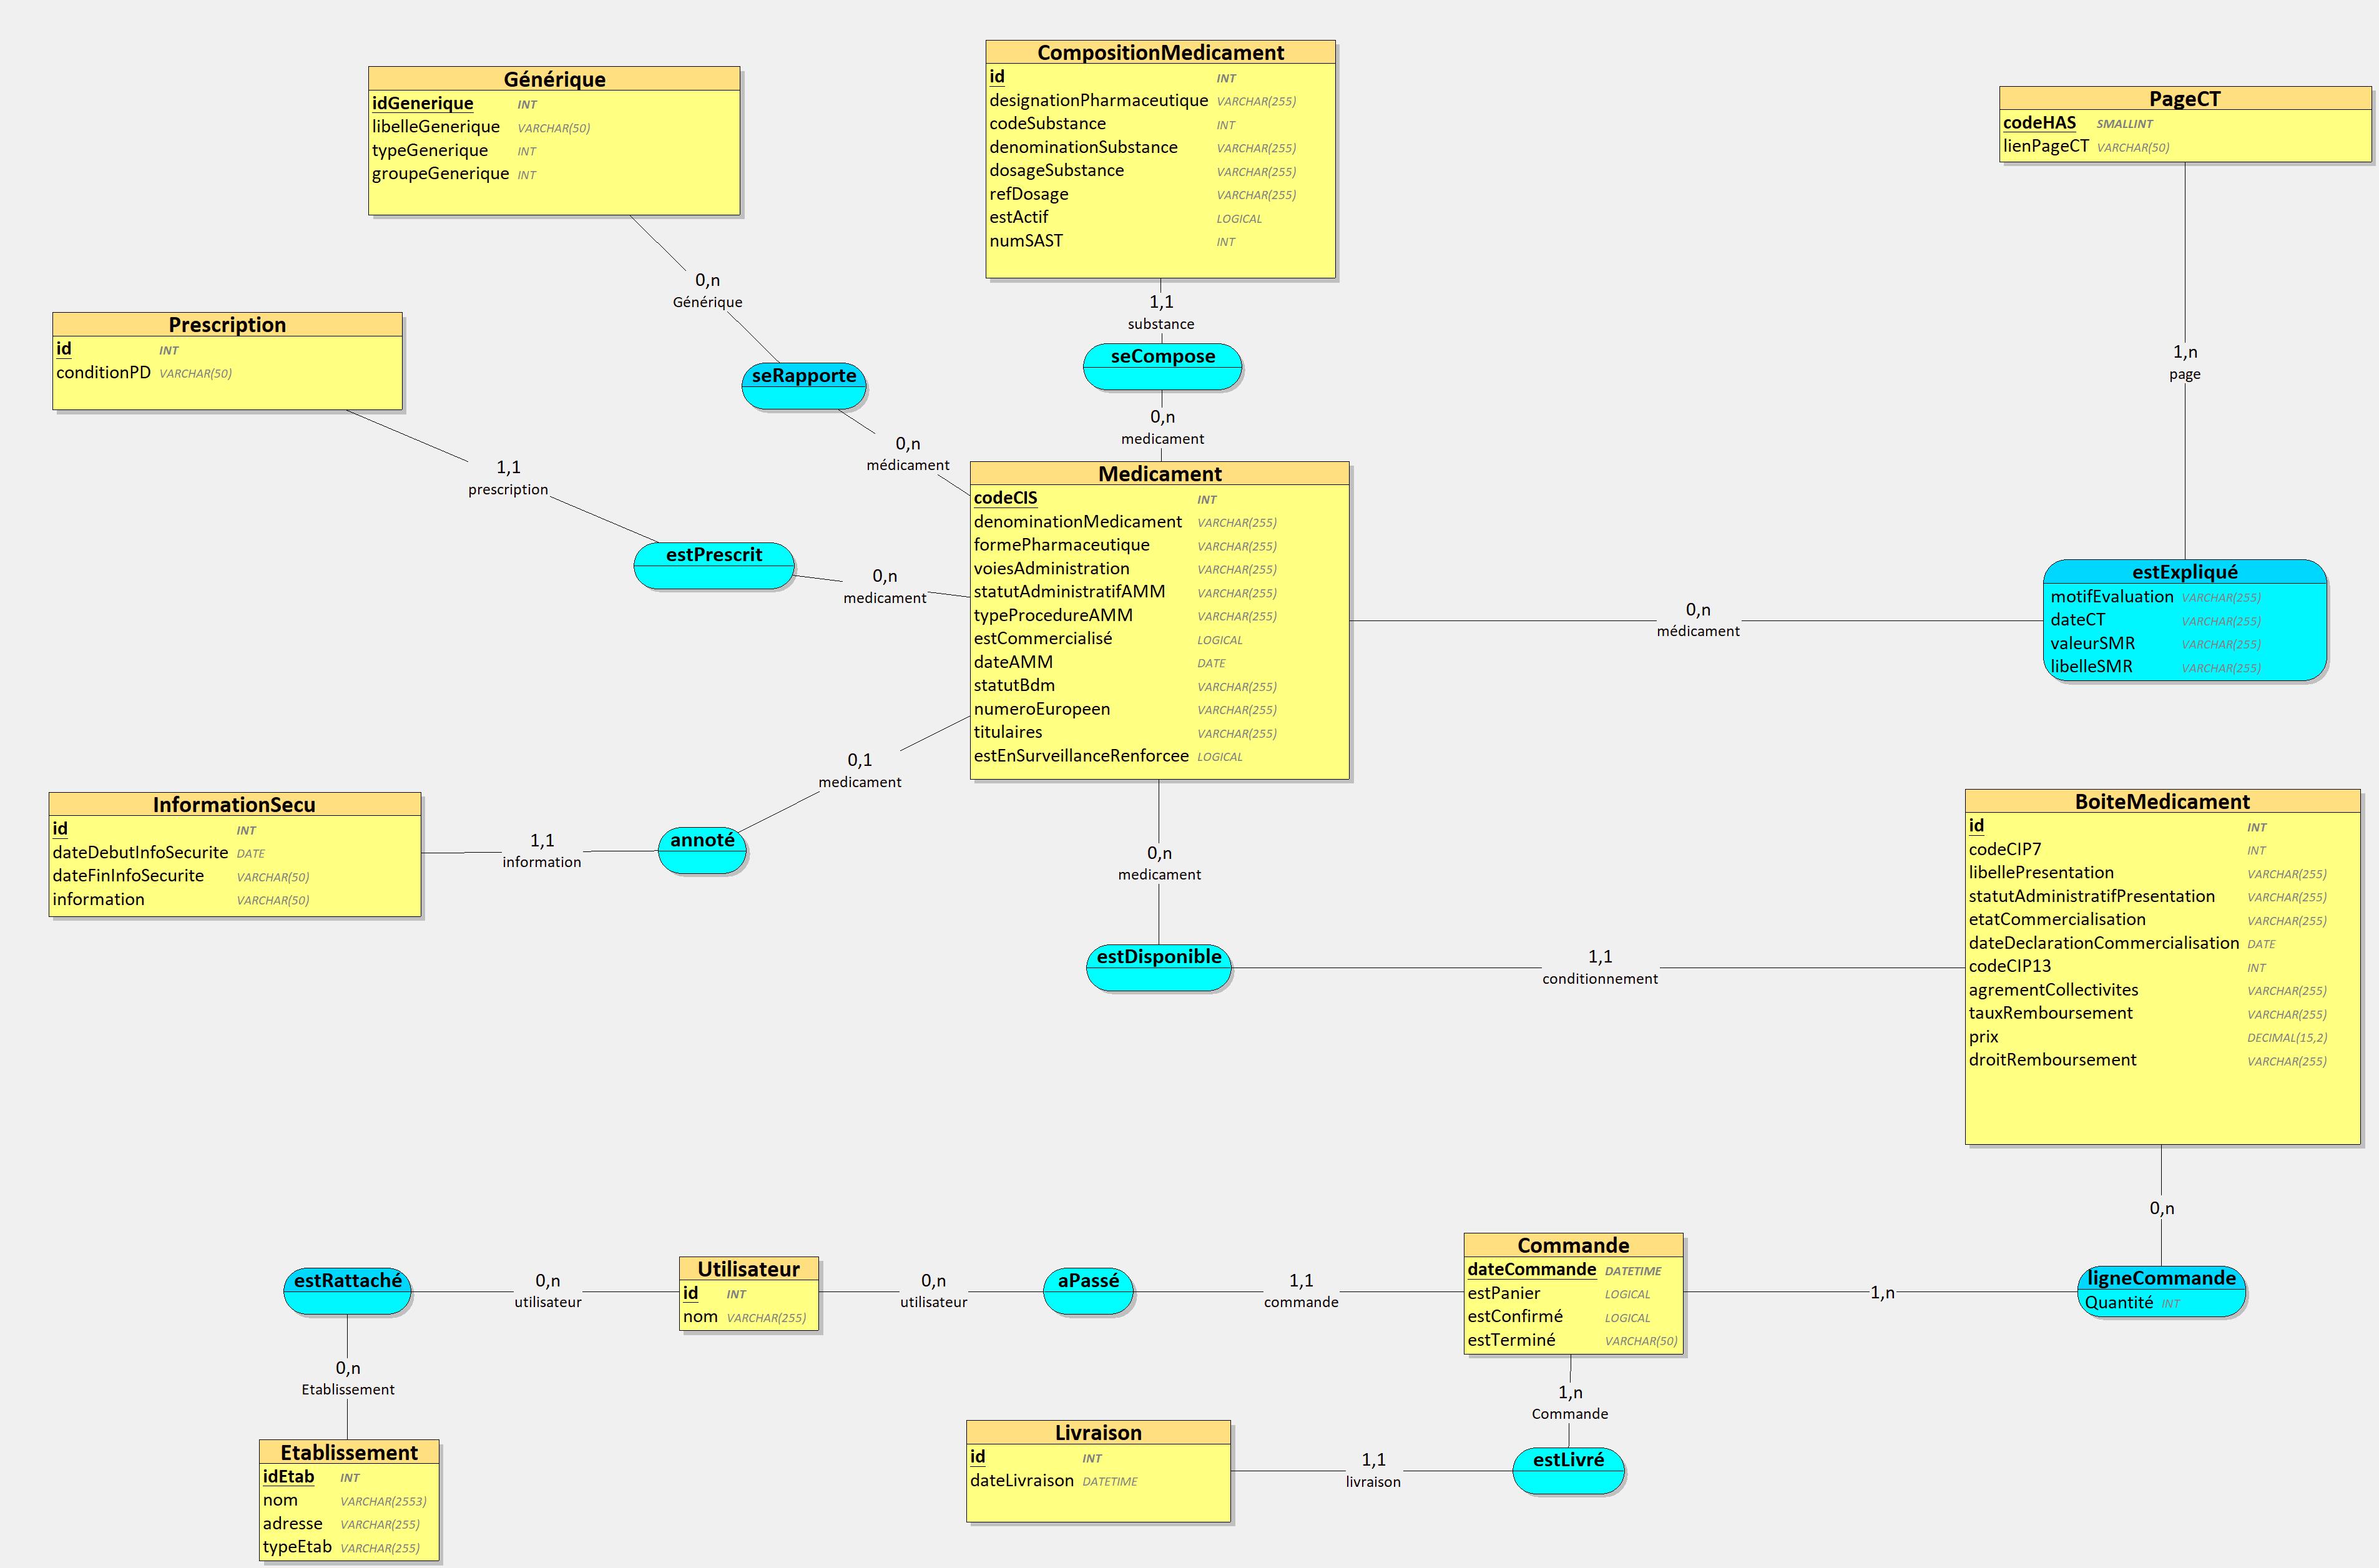 CompositionMedicament
id INT
designationPharmaceutique VARCHAR(255)
codeSubstance INT
denominationSubstance VARCHAR(255)
dosageSubstance VARCHAR(255)
refDosage VARCHAR(255)
estActif LOGICAL
numSAST INT
Générique
idGenerique INT
libelleGenerique VARCHAR(50)
typeGenerique INT
groupeGenerique INT
PageCT
codeHAS SMALLINT
lienPageCT VARCHAR(50)
0,n
Générique
1,1
substance
Prescription
id INT
conditionPD VARCHAR(50)
seCompose
1,n
page
seRapporte
0,n
medicament
0,n
médicament
1,1
prescription
Medicament
codeCIS INT
denominationMedicament VARCHAR(255)
formePharmaceutique VARCHAR(255)
voiesAdministration VARCHAR(255)
statutAdministratifAMM VARCHAR(255)
typeProcedureAMM VARCHAR(255)
estCommercialisé LOGICAL
dateAMM DATE
statutBdm VARCHAR(255)
numeroEuropeen VARCHAR(255)
titulaires VARCHAR(255)
estEnSurveillanceRenforcee LOGICAL
estPrescrit
0,n
medicament
0,n
médicament
estExpliqué
motifEvaluation VARCHAR(255)
dateCT VARCHAR(255)
valeurSMR VARCHAR(255)
libelleSMR VARCHAR(255)
0,1
medicament
InformationSecu
id INT
dateDebutInfoSecurite DATE
dateFinInfoSecurite VARCHAR(50)
information VARCHAR(50)
1,1
information
annoté
0,n
medicament
BoiteMedicament
id INT
codeCIP7 INT
libellePresentation VARCHAR(255)
statutAdministratifPresentation VARCHAR(255)
etatCommercialisation VARCHAR(255)
dateDeclarationCommercialisation DATE
codeCIP13 INT
agrementCollectivites VARCHAR(255)
tauxRemboursement VARCHAR(255)
prix DECIMAL(15,2)
droitRemboursement VARCHAR(255)
estDisponible
1,1
conditionnement
0,n
estRattaché
0,n
utilisateur
Utilisateur
id INT
nom VARCHAR(255)
0,n
utilisateur
aPassé
1,1
commande
Commande
dateCommande DATETIME
estPanier LOGICAL
estConfirmé LOGICAL
estTerminé VARCHAR(50)
1,n
ligneCommande
Quantité INT
0,n
Etablissement
1,n
Commande
Etablissement
idEtab INT
nom VARCHAR(2553)
adresse VARCHAR(255)
typeEtab VARCHAR(255)
Livraison
id INT
dateLivraison DATETIME
1,1
livraison
estLivré